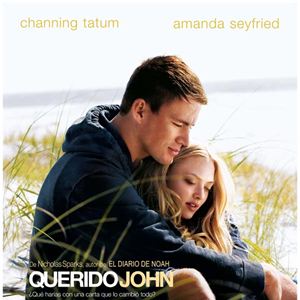 channing tatum amanda seyfried
De Nicholas Sparks, autor de EL DIARIO DE NOAH
QUERIDO JOHN
¿Qué harías con una carta que lo cambió todo?